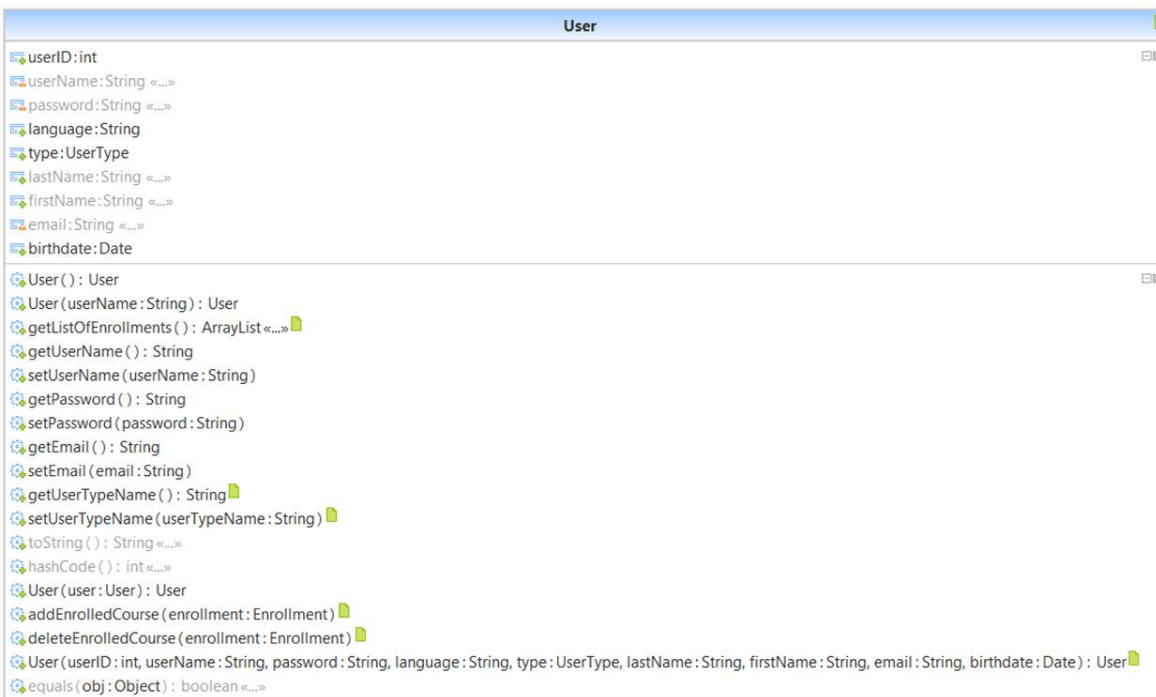 User
userID:int
userName:String «...»
password:String «...»
language:String
type:UserType
lastName:String «...»
firstName:String «...»
email:String «...»
birthdate:Date
User(): User
User(userName:String): User
getListOfEnrollments(): ArrayList«...»
getUserName(): String
setUserName(userName:String)
getPassword(): String
setPassword(password:String)
getEmail(): String
setEmail(email:String)
getUserTypeName(): String
setUserTypeName(userTypeName:String)
toString(): String«...»
hashCode(): int«...»
User(user:User): User
addEnrolledCourse(enrollment:Enrollment)
deleteEnrolledCourse(enrollment:Enrollment)
User(userID:int, userName:String, password:String, language:String, type:UserType, lastName:String, firstName:String, email:String, birthdate:Date): User
equals(obj:Object): boolean«...»